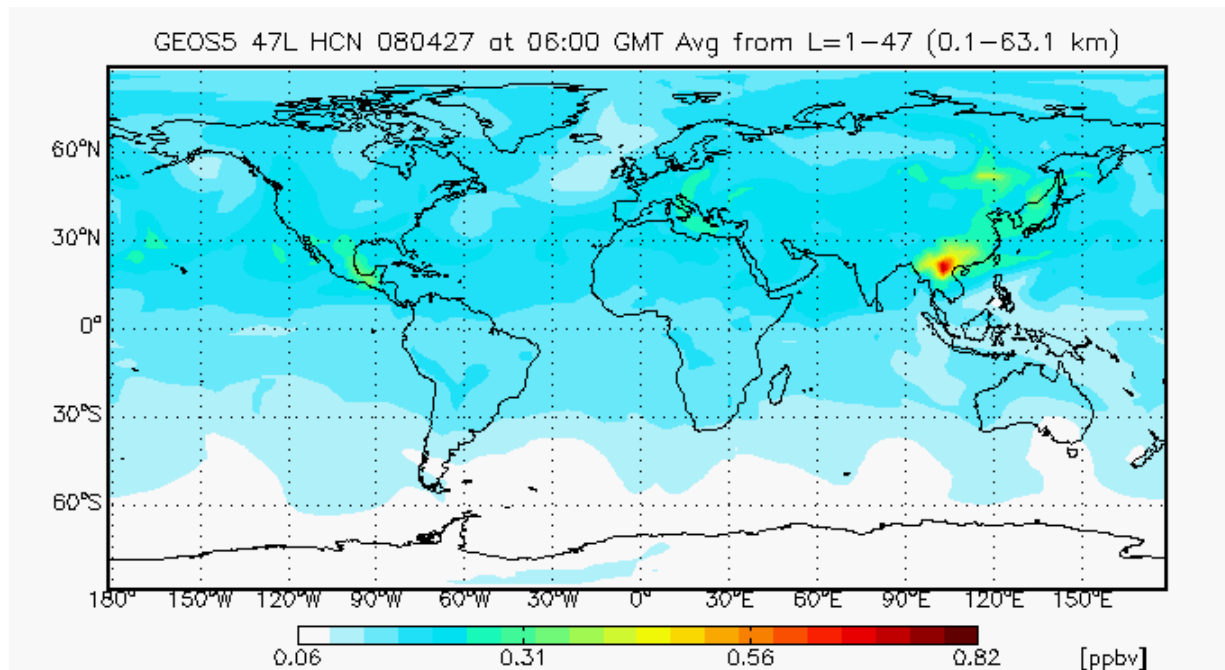 GEOS5 47L HCN 080427 at 06:00 GMT Avg from L=1−47 (0.1−63.1 km)
60°N
30°N
0°
30°S
60°S
180° 150°W 120°W 90°W 60°W 30°W 0° 30°E 60°E 90°E 120°E 150°E
0.06 0.31 0.56 0.82 [ppbv]